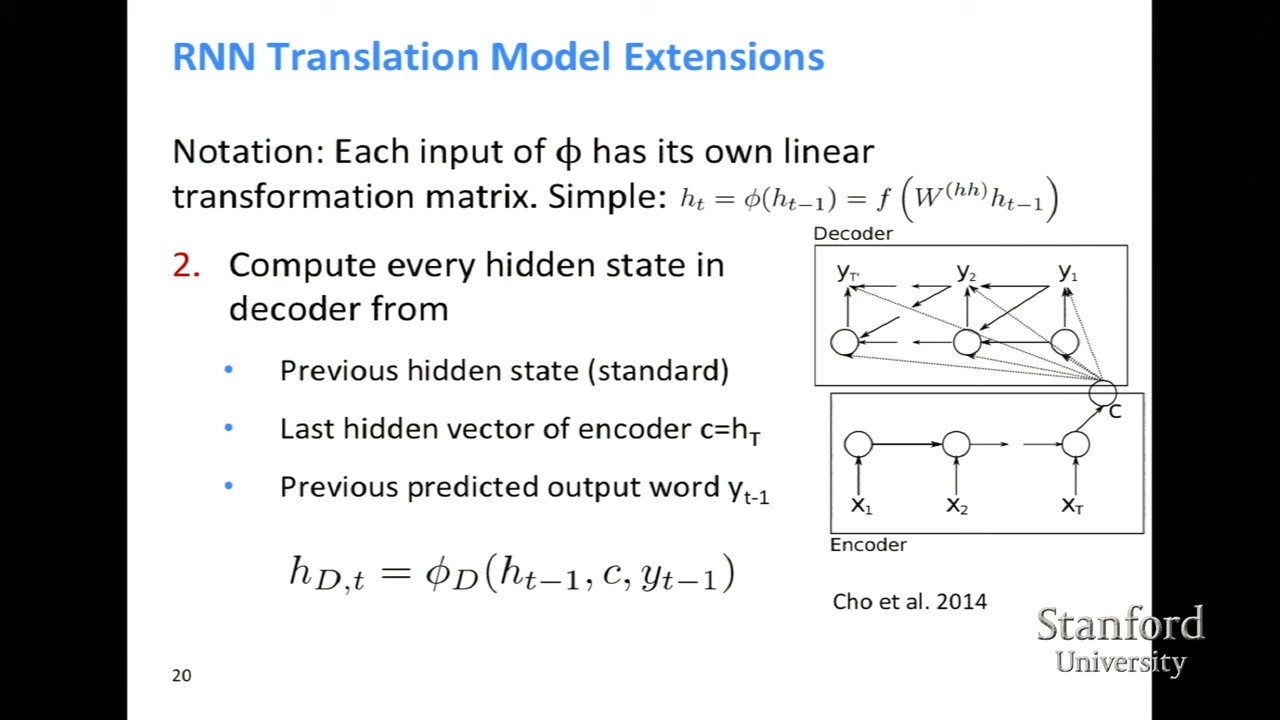 RNN Translation Model Extensions
Notation: Each input of ϕ has its own linear
transformation matrix. Simple: h_t = ϕ(h_{t−1}) = f(W^{(hh)}h_{t−1})
2. Compute every hidden state in
decoder from
• Previous hidden state (standard)
• Last hidden vector of encoder c=h_T
• Previous predicted output word y_{t-1}
h_{D,t} = ϕ_D(h_{t−1}, c, y_{t−1})
Decoder
y_{T'} y_2 y_1
c
x_1 x_2 x_T
Encoder
Cho et al. 2014
Stanford
University
20